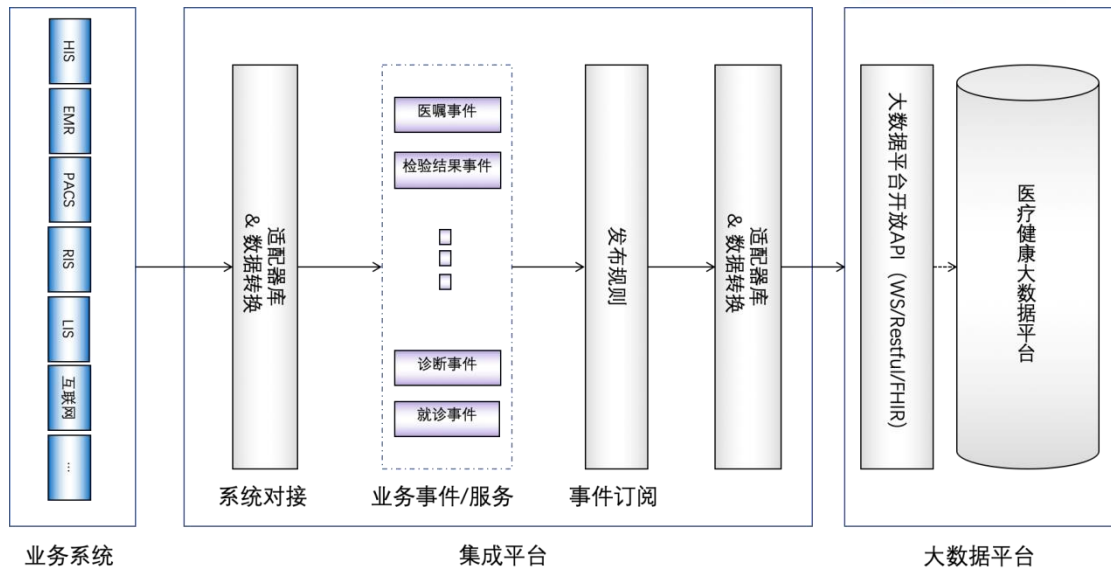 HIS
EMR
PACS
RIS
LIS
互联网
...
业务系统
适配器库
& 数据转换
系统对接
医嘱事件
检验结果事件
诊断事件
就诊事件
业务事件/服务
发布规则
事件订阅
适配器库
& 数据转换
集成平台
大数据平台开放API（WS/Restful/FHIR）
医疗健康大数据平台
大数据平台